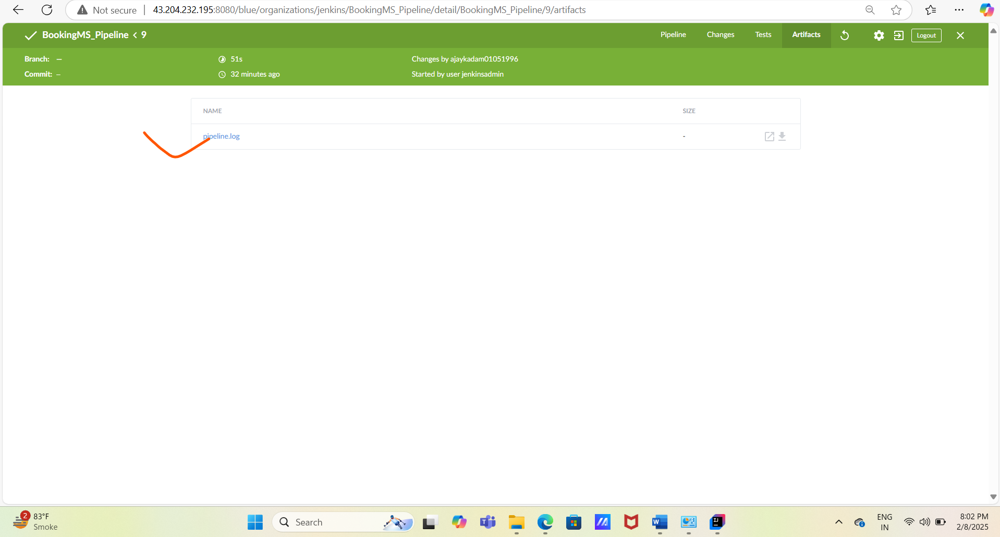 Not secure 43.204.232.195:8080/blue/organizations/jenkins/BookingMS_Pipeline/detail/BookingMS_Pipeline/9/artifacts
BookingMS_Pipeline < 9 Pipeline Changes Tests Artifacts Logout
Branch: — 51s Changes by ajaykadam01051996
Commit: – 32 minutes ago Started by user jenkinsadmin
NAME SIZE
pipeline.log -
2 83°F
Smoke
Search
ENG
IN
8:02 PM
2/8/2025